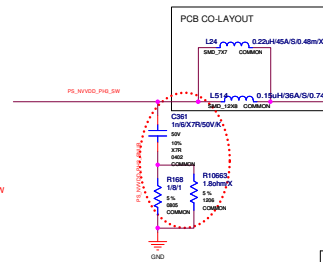 PCB CO-LAYOUT
L24
0.22uH/45A/S/0.48m/X
SMD_7X7
COMMON
PS_NVVDD_PH0_SW
L514
0.15uH/36A/S/0.74
SMD_12X8
COMMON
C361
1n/6/X7R/50V/K
50V
10%
X7R
0402
COMMON
R168
1/8/1
5 %
0805
COMMON
R10663
1.8ohm/X
5 %
1206
COMMON
GND